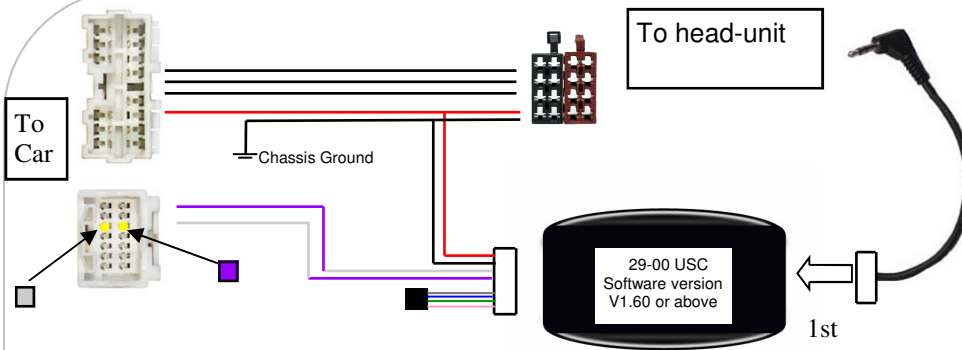 To head-unit
To
Car
Chassis Ground
29-00 USC
Software version
V1.60 or above
1st